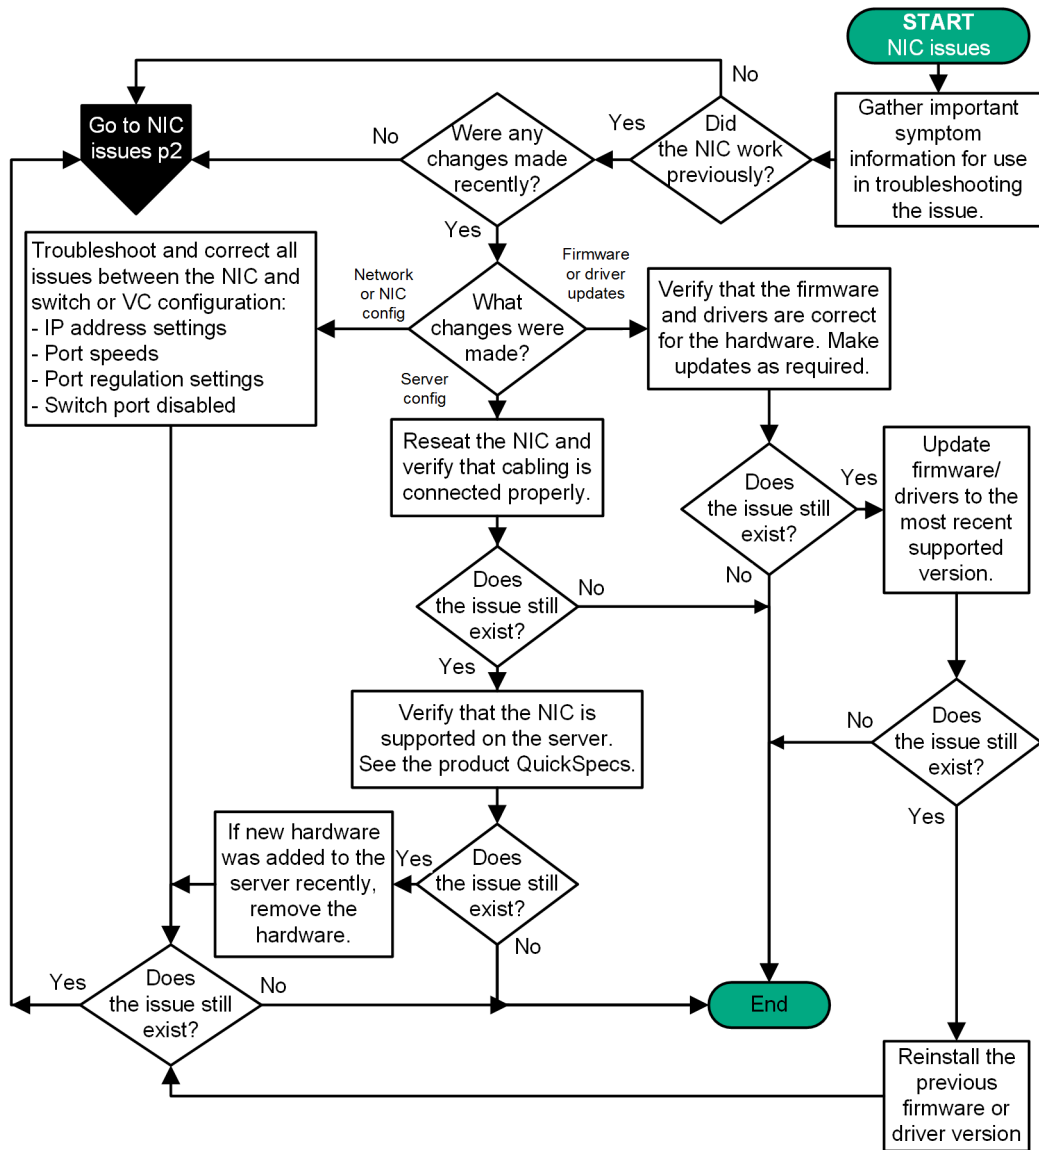 START
NIC issues
Gather important
symptom
information for use
in troubleshooting
the issue.
No
Did
the NIC work
previously?
Yes
Were any
changes made
recently?
No
Go to NIC
issues p2
Yes
What
changes were
made?
Network
or NIC
config
Troubleshoot and correct all
issues between the NIC and
switch or VC configuration:
- IP address settings
- Port speeds
- Port regulation settings
- Switch port disabled
Firmware
or driver
updates
Verify that the firmware
and drivers are correct
for the hardware. Make
updates as required.
Server
config
Reseat the NIC and
verify that cabling is
connected properly.
Does
the issue still
exist?
Yes
Update
firmware/
drivers to the
most recent
supported
version.
No
Does
the issue still
exist?
No
Yes
Verify that the NIC is
supported on the server.
See the product QuickSpecs.
Does
the issue still
exist?
No
Yes
Does
the issue still
exist?
Yes
If new hardware
was added to the
server recently,
remove the
hardware.
No
Does
the issue still
exist?
Yes
No
End
Reinstall the
previous
firmware or
driver version